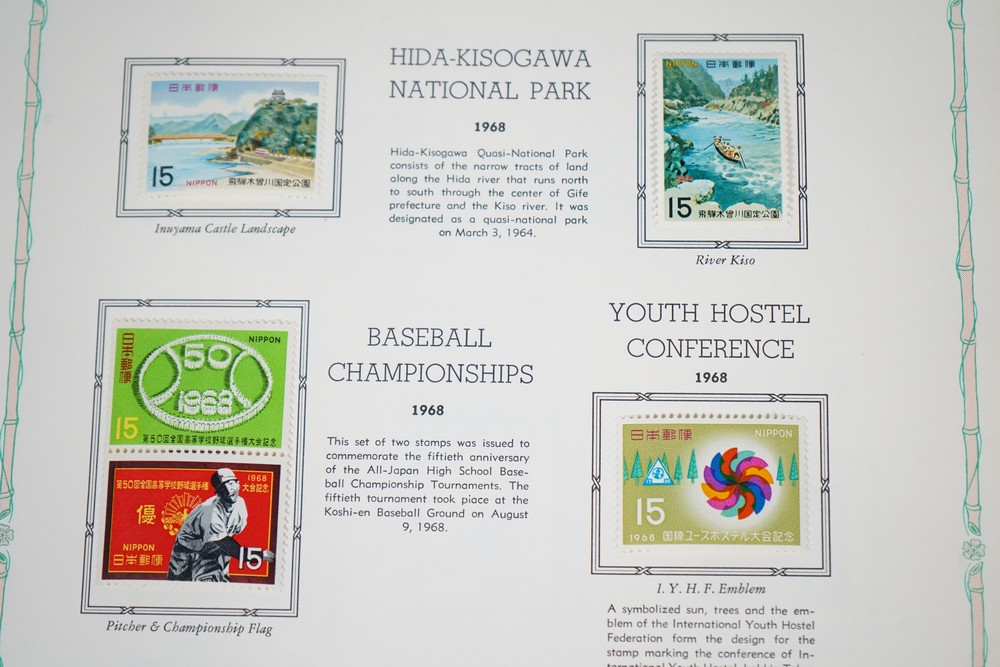 日本郵便
15
NIPPON 飛騨木曽川国定公園
Inuyama Castle Landscape
HIDA-KISOGAWA
NATIONAL PARK
1968
Hida-Kisogawa Quasi-National Park
consists of the narrow tracts of land
along the Hida river that runs north
to south through the center of Gife
prefecture and the Kiso river. It was
designated as a quasi-national park
on March 3, 1964.
NIPPON 日本郵便
15 飛騨木曽川国定公園
River Kiso
日本郵便
NIPPON
50
1968
15
第50回全国高等学校野球選手権大会記念
1968
第50回全国高等学校野球選手権大会記念
優
NIPPON
日本郵便
15
Pitcher & Championship Flag
BASEBALL
CHAMPIONSHIPS
1968
This set of two stamps was issued to
commemorate the fiftieth anniversary
of the All-Japan High School Base-
ball Championship Tournaments. The
fiftieth tournament took place at the
Koshi-en Baseball Ground on August
9, 1968.
YOUTH HOSTEL
CONFERENCE
1968
日本郵便 NIPPON
15
1968 国際ユースホステル大会記念
I. Y. H. F. Emblem
A symbolized sun, trees and the em-
blem of the International Youth Hostel
Federation form the design for the
stamp marking the conference of In-